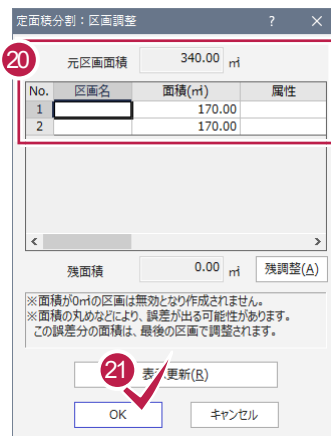 定面積分割：区画調整 ? ×
20
元区画面積 340.00 ㎡
No. 区画名 面積(㎡) 属性
1 170.00
2 170.00
< >
残面積 0.00 ㎡ 残調整(A)
※面積が0㎡の区画は無効となり作成されません。
※面積の丸めなどにより、誤差が出る可能性があります。
この誤差分の面積は、最後の区画で調整されます。
21
表示更新(R)
OK キャンセル